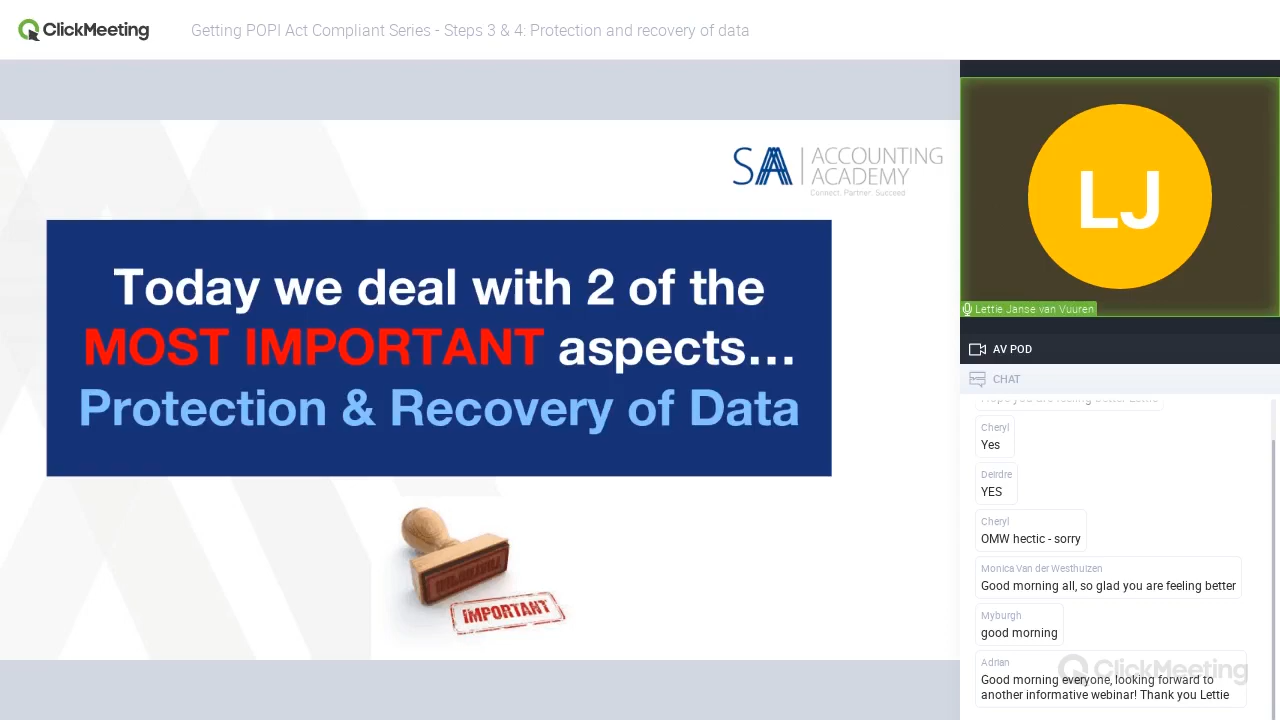 ClickMeeting
Getting POPI Act Compliant Series - Steps 3 & 4: Protection and recovery of data
SAA
ACCOUNTING
ACADEMY
Connect. Partner. Succeed
Today we deal with 2 of the
MOST IMPORTANT aspects...
Protection & Recovery of Data
IMPORTANT
LJ
Lettie Janse van Vuuren
AV POD
CHAT
Cheryl
Yes
Deirdre
YES
Cheryl
OMW hectic - sorry
Monica Van der Westhuizen
Good morning all, so glad you are feeling better
Myburgh
good morning
Adrian
Good morning everyone, looking forward to
another informative webinar! Thank you Lettie
ClickMeeting